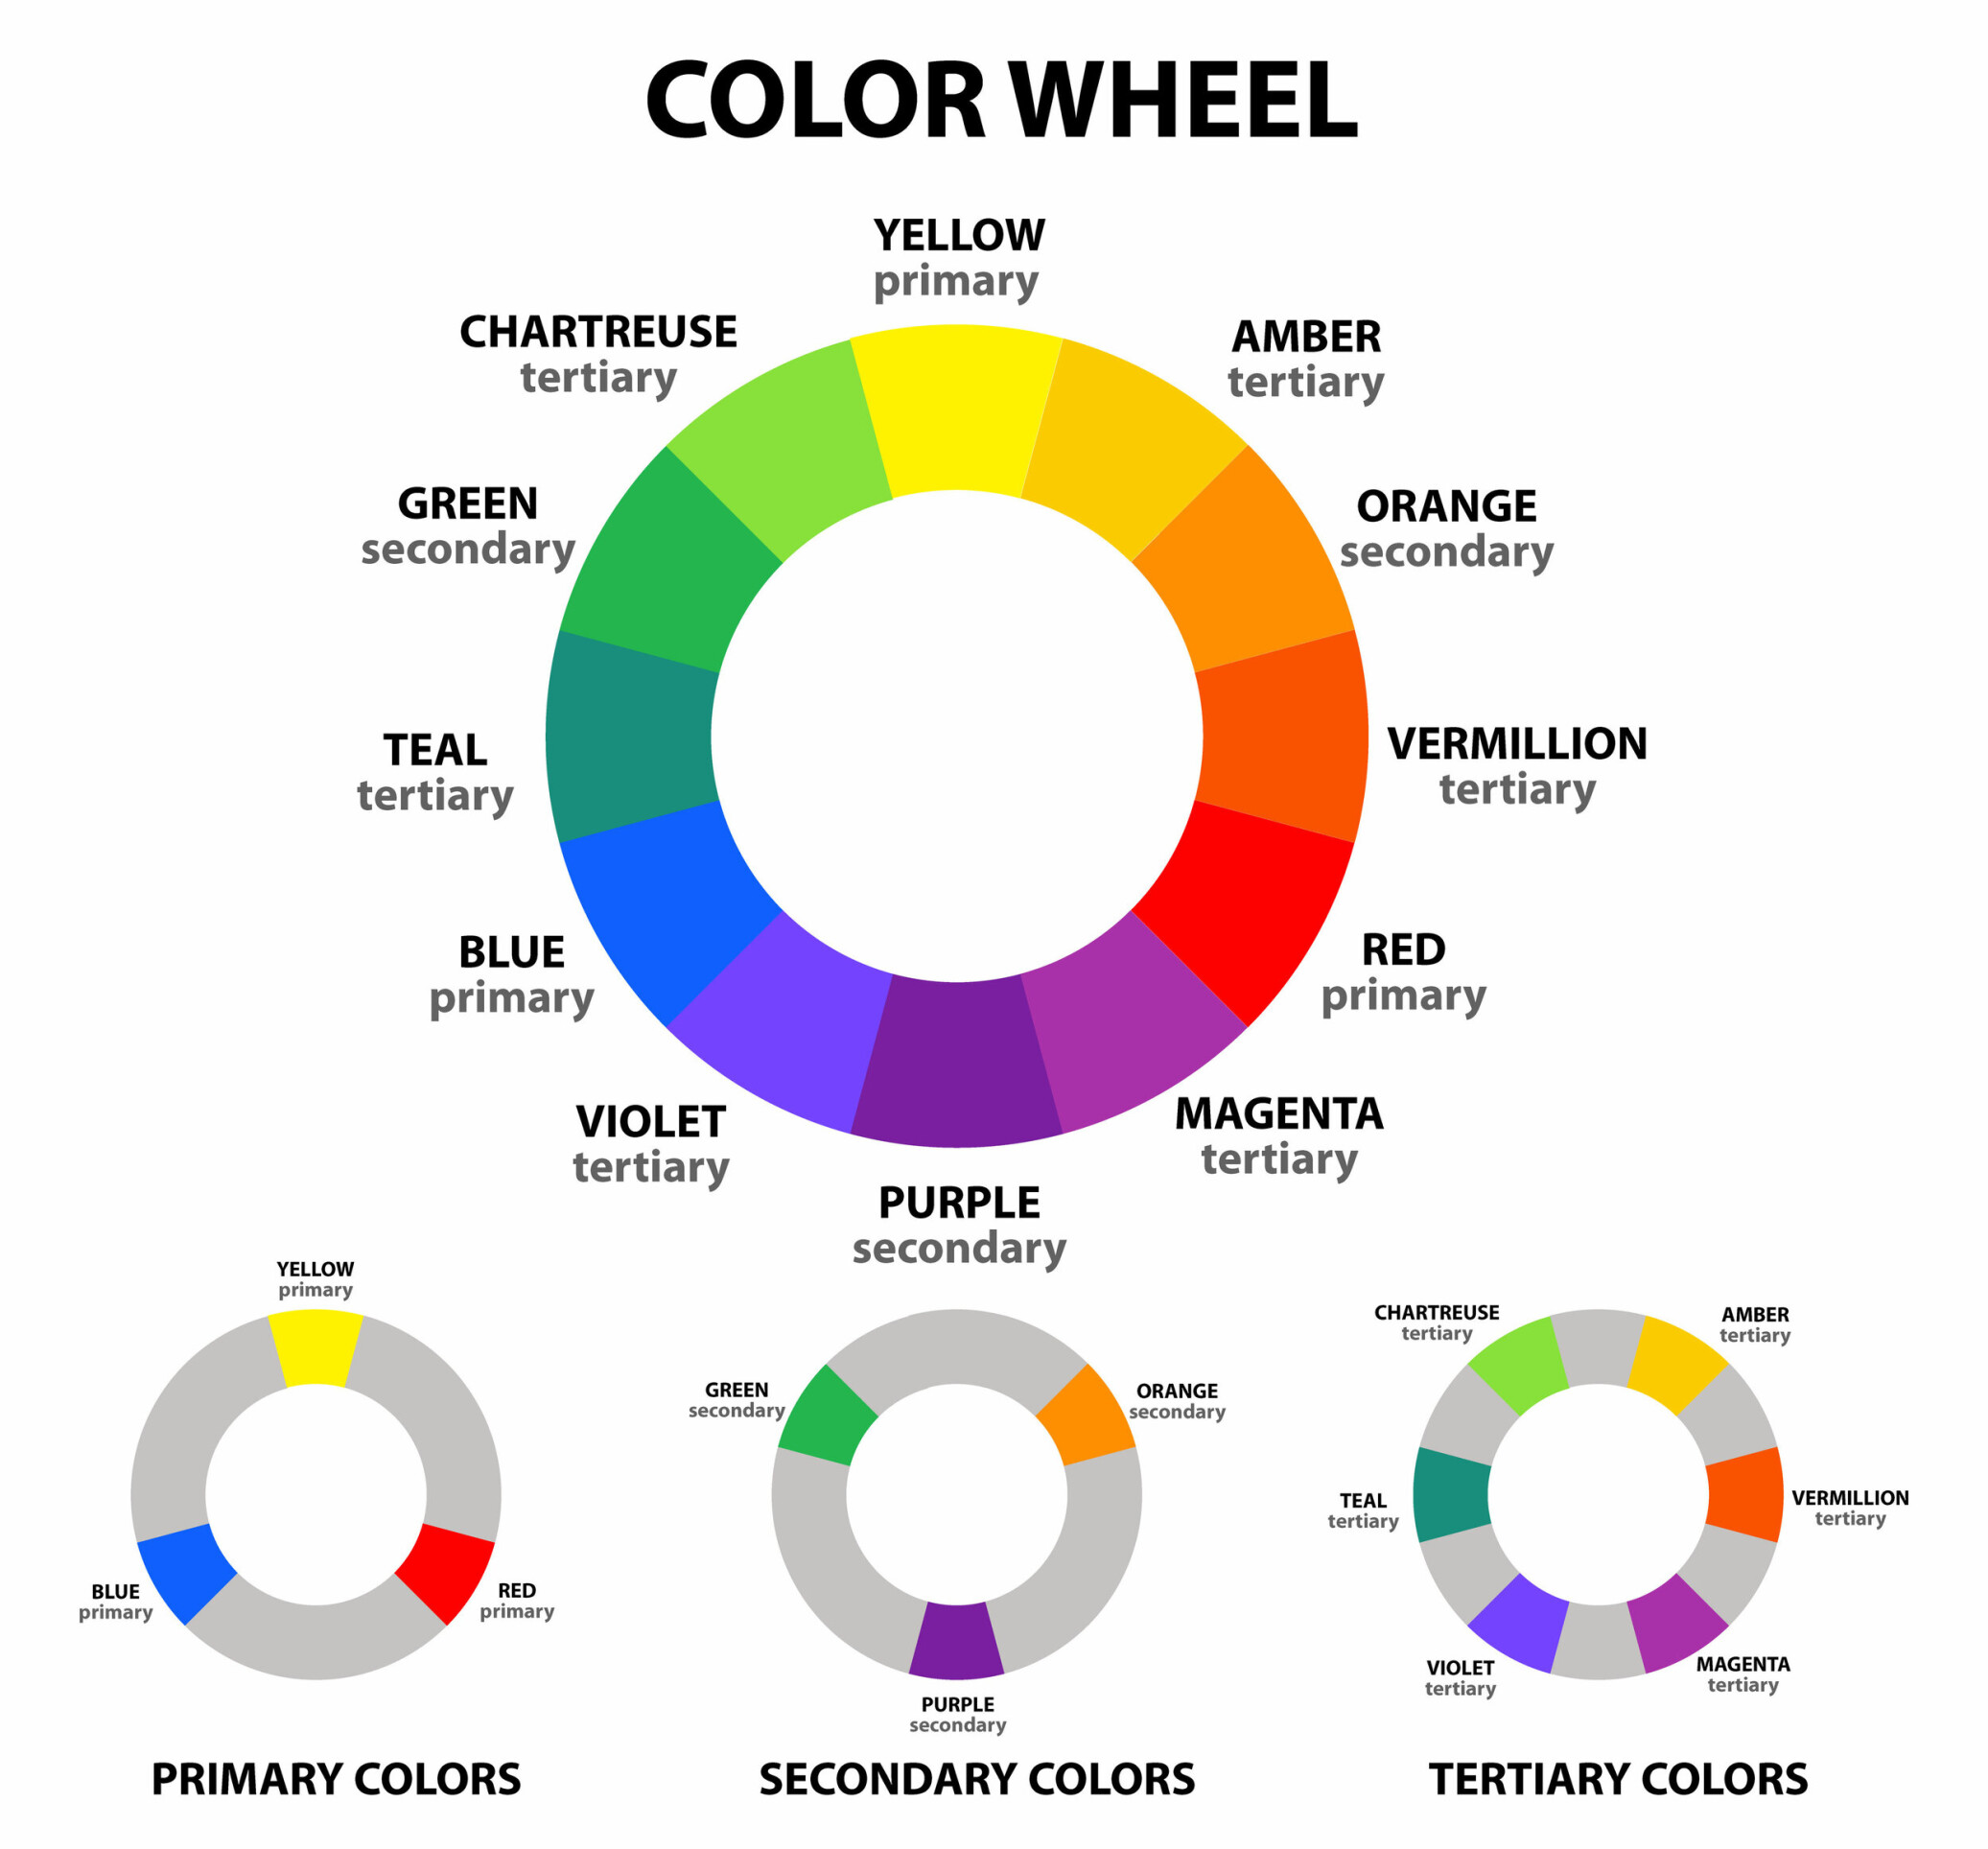 COLOR WHEEL
YELLOW
primary
CHARTREUSE
tertiary
AMBER
tertiary
GREEN
secondary
ORANGE
secondary
TEAL
tertiary
VERMILLION
tertiary
BLUE
primary
RED
primary
VIOLET
tertiary
MAGENTA
tertiary
PURPLE
secondary
YELLOW
primary
BLUE
primary
RED
primary
PRIMARY COLORS
GREEN
secondary
ORANGE
secondary
PURPLE
secondary
SECONDARY COLORS
CHARTREUSE
tertiary
AMBER
tertiary
TEAL
tertiary
VERMILLION
tertiary
VIOLET
tertiary
MAGENTA
tertiary
TERTIARY COLORS